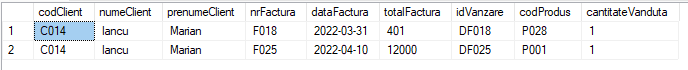 codClient numeClient prenumeClient nrFactura dataFactura totalFactura idVanzare codProdus cantitateVanduta
1 C014 Iancu Marian F018 2022-03-31 401 DF018 P028 1
2 C014 Iancu Marian F025 2022-04-10 12000 DF025 P001 1